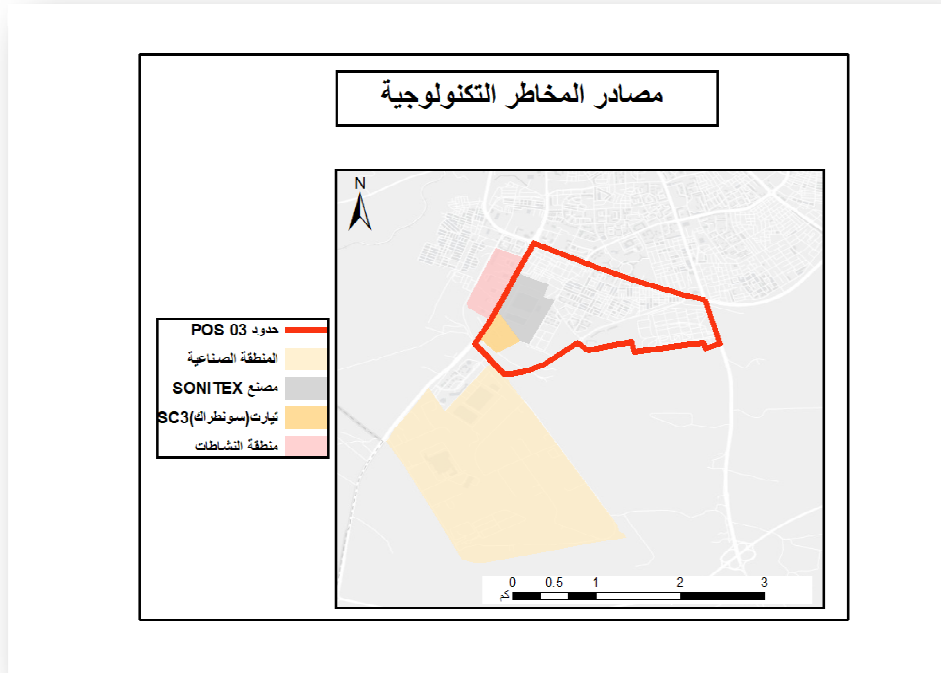 مصادر المخاطر التكنولوجية
N
حدود POS 03
المنطقة الصناعية
مصنع SONITEX
تيارت(سونطراك)SC3
منطقة النشاطات
0 0.5 1 2 3
كم